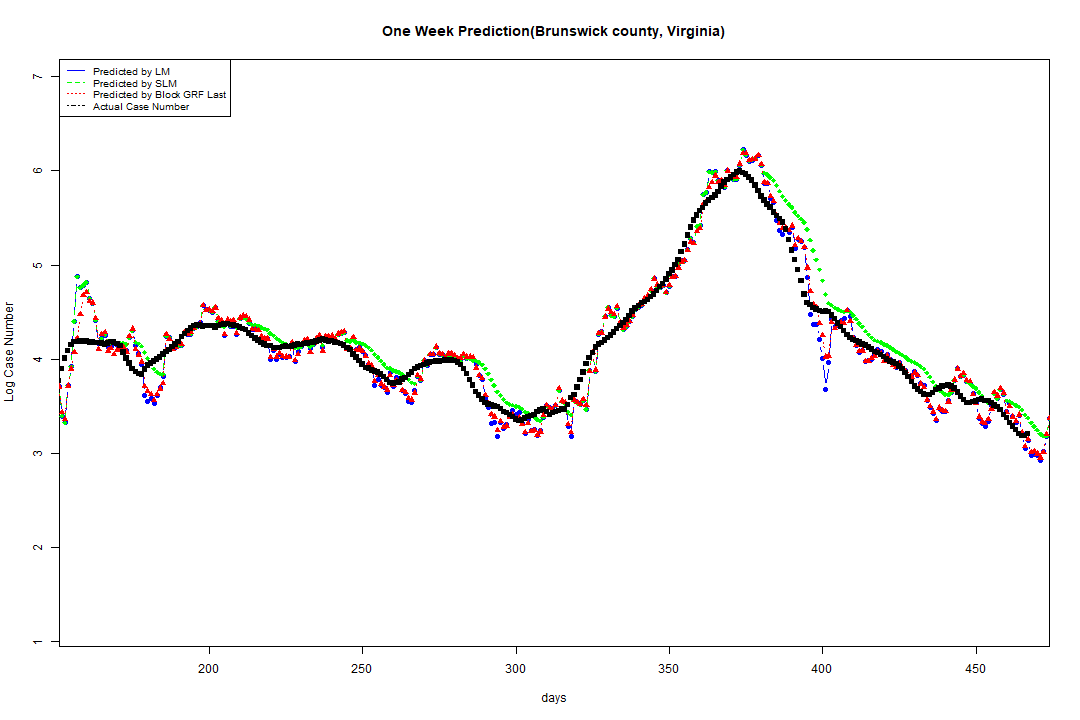 One Week Prediction(Brunswick county, Virginia)
Predicted by LM
Predicted by SLM
Predicted by Block GRF Last
Actual Case Number
7
6
5
4
3
2
1
Log Case Number
200 250 300 350 400 450
days